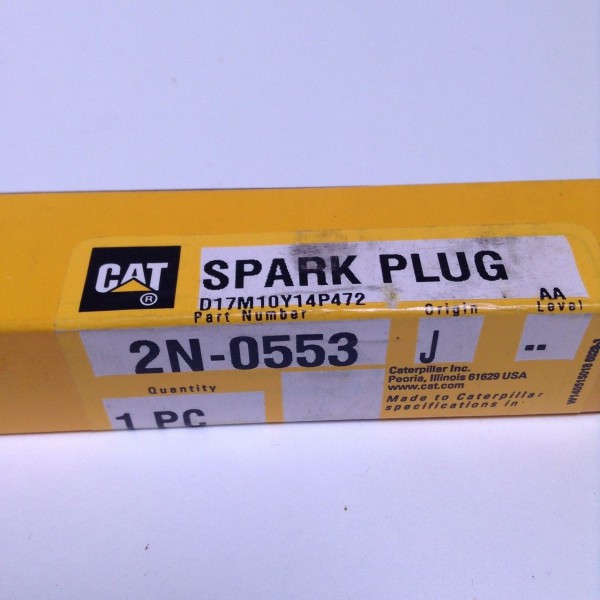 CAT®
SPARK PLUG
D17M10Y14P472
Part Number
Origin
AA
Level
2N-0553
J
--
Caterpillar Inc.
Peoria, Illinois 61629 USA
www.cat.com
Quantity
1 PC
Made to Caterpillar
specifications in